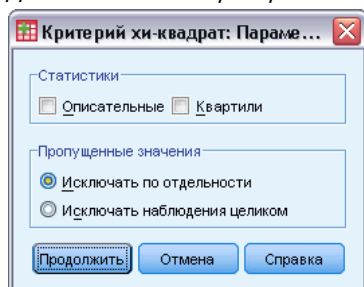 Критерий хи-квадрат: Параме...
Статистики
Описательные Квартили
Пропущенные значения
Исключать по отдельности
Исключать наблюдения целиком
Продолжить Отмена Справка